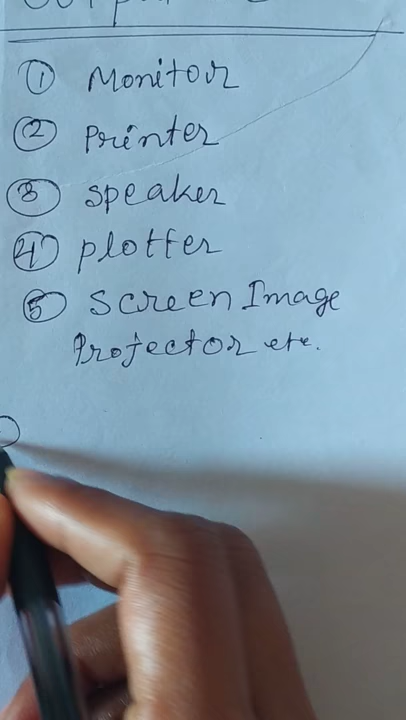 ① Monitor
② Printer
③ Speaker
④ plotter
⑤ Screen Image
Projector etc.